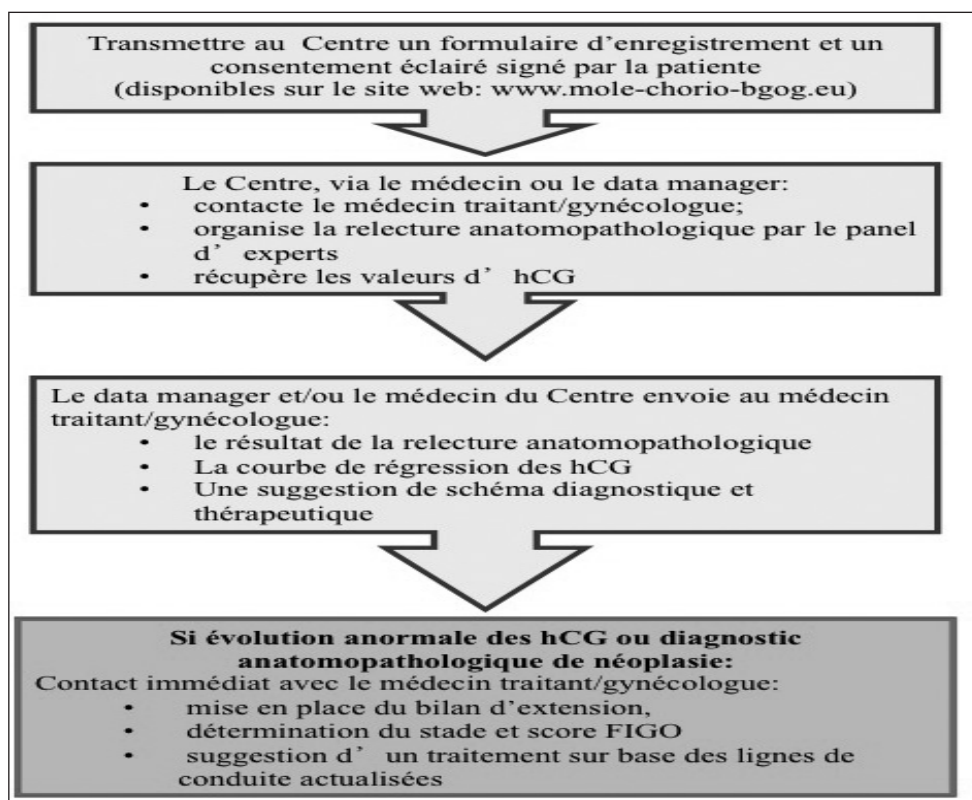 Transmettre au Centre un formulaire d'enregistrement et un
consentement éclairé signé par la patiente
(disponibles sur le site web: www.mole-chorio-bgog.eu)
Le Centre, via le médecin ou le data manager:
• contacte le médecin traitant/gynécologue;
• organise la relecture anatomopathologique par le panel
d' experts
• récupère les valeurs d' hCG
Le data manager et/ou le médecin du Centre envoie au médecin
traitant/gynécologue:
• le résultat de la relecture anatomopathologique
• La courbe de régression des hCG
• Une suggestion de schéma diagnostique et
thérapeutique
Si évolution anormale des hCG ou diagnostic
anatomopathologique de néoplasie:
Contact immédiat avec le médecin traitant/gynécologue:
• mise en place du bilan d'extension,
• détermination du stade et score FIGO
• suggestion d' un traitement sur base des lignes de
conduite actualisées